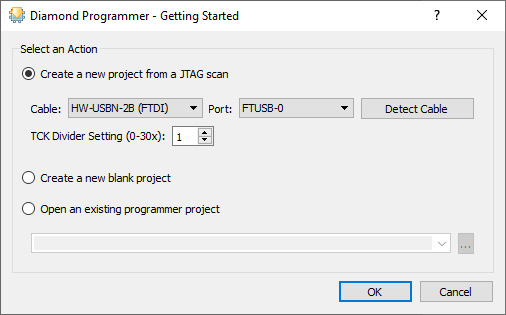 Diamond Programmer - Getting Started
?
Select an Action
Create a new project from a JTAG scan
Cable: HW-USBN-2B (FTDI) Port: FTUSB-0 Detect Cable
TCK Divider Setting (0-30x): 1
Create a new blank project
Open an existing programmer project
...
OK Cancel